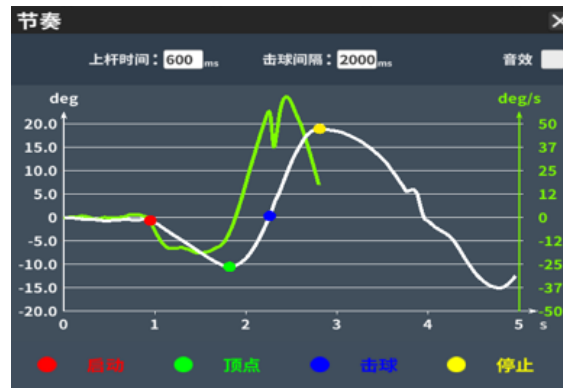 节奏
上杆时间：600 ms 击球间隔：2000 ms 音效
deg deg/s
20.0 50
15.0 37
10.0 25
5.0 12
0 0
-5.0 -12
-10.0 -25
-15.0 -37
-20.0 -50
0 1 2 3 4 5 s
启动 顶点 击球 停止